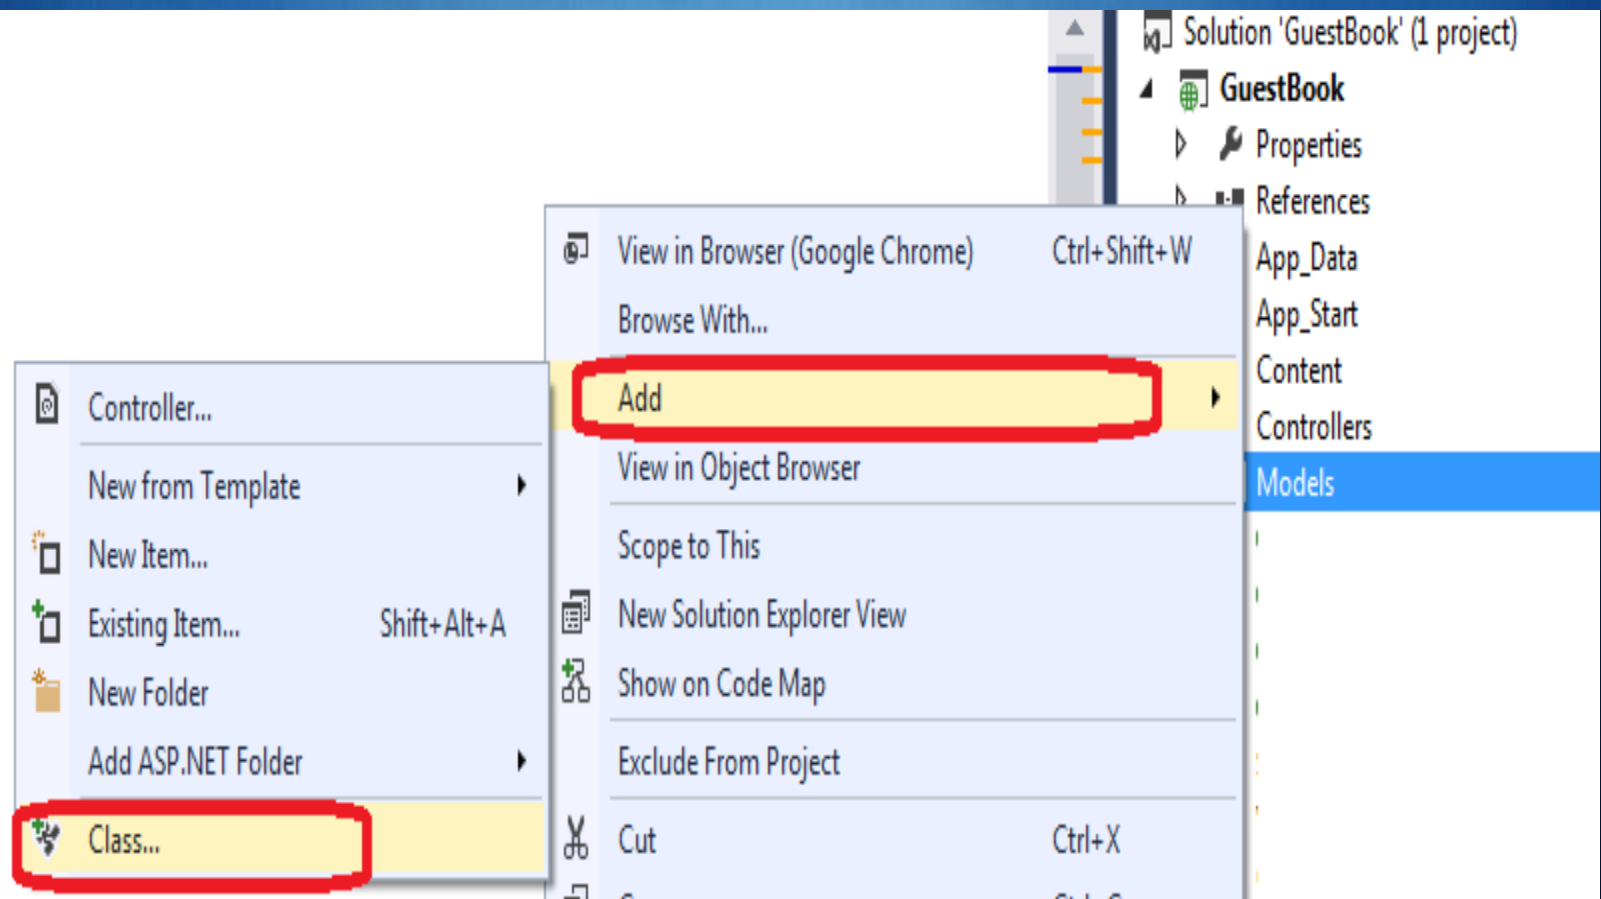 Solution 'GuestBook' (1 project)
GuestBook
Properties
References
App_Data
App_Start
Content
Controllers
Models
View in Browser (Google Chrome) Ctrl+Shift+W
Browse With...
Add
View in Object Browser
Scope to This
New Solution Explorer View
Show on Code Map
Exclude From Project
Cut Ctrl+X
Controller...
New from Template
New Item...
Existing Item... Shift+Alt+A
New Folder
Add ASP.NET Folder
Class...